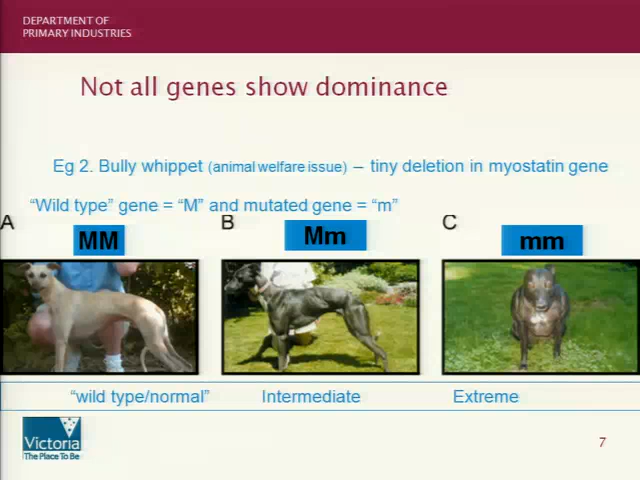 DEPARTMENT OF
PRIMARY INDUSTRIES
Not all genes show dominance
Eg 2. Bully whippet (animal welfare issue) – tiny deletion in myostatin gene
“Wild type” gene = “M” and mutated gene = “m”
A B C
MM Mm mm
“wild type/normal” Intermediate Extreme
Victoria
The Place To Be
7